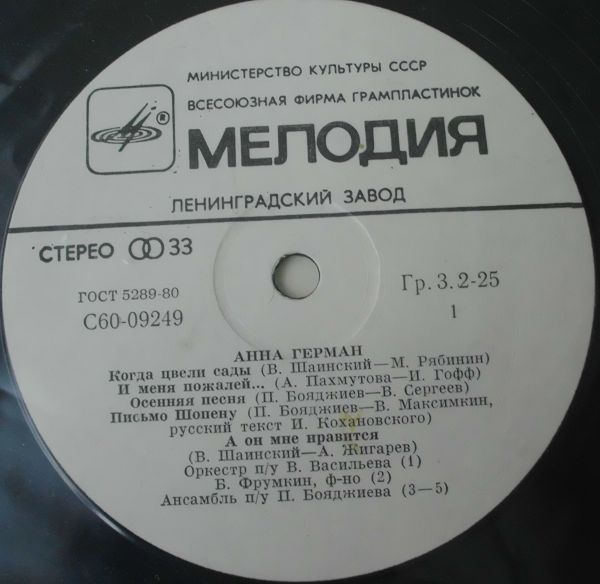 МИНИСТЕРСТВО КУЛЬТУРЫ СССР
ВСЕСОЮЗНАЯ ФИРМА ГРАМПЛАСТИНОК
®
МЕЛОДИЯ
ЛЕНИНГРАДСКИЙ ЗАВОД
СТЕРЕО 33
ГОСТ 5289-80
С60-09249
Гр. 3. 2-25
1
АННА ГЕРМАН
Когда цвели сады (В. Шаинский—М. Рябинин)
И меня пожалей... (А. Пахмутова—И. Гофф)
Осенняя песня (П. Бояджиев—В. Сергеев)
Письмо Шопену (П. Бояджиев—В. Максимкин,
русский текст И. Кохановского)
А он мне нравится
(В. Шаинский—А. Жигарев)
Оркестр п/у В. Васильева (1)
Б. Фрумкин, ф-но (2)
Ансамбль п/у П. Бояджиева (3—5)